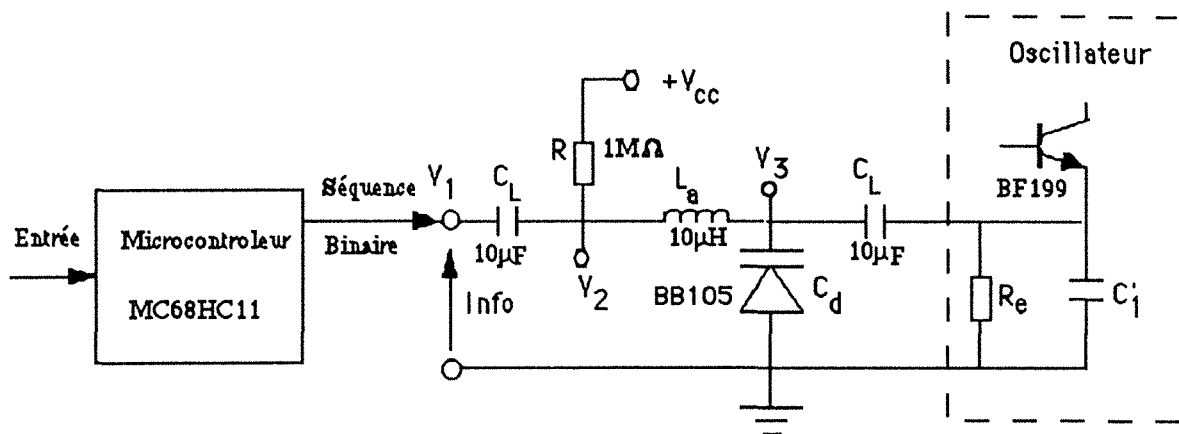 Oscillateur
+Vcc
R 1MΩ
BF199
Entrée
Microcontroleur
MC68HC11
Séquence
Binaire
V1
CL
10µF
Info
V2
La
10µH
V3
BB105
Cd
CL
10µF
Re
C'1